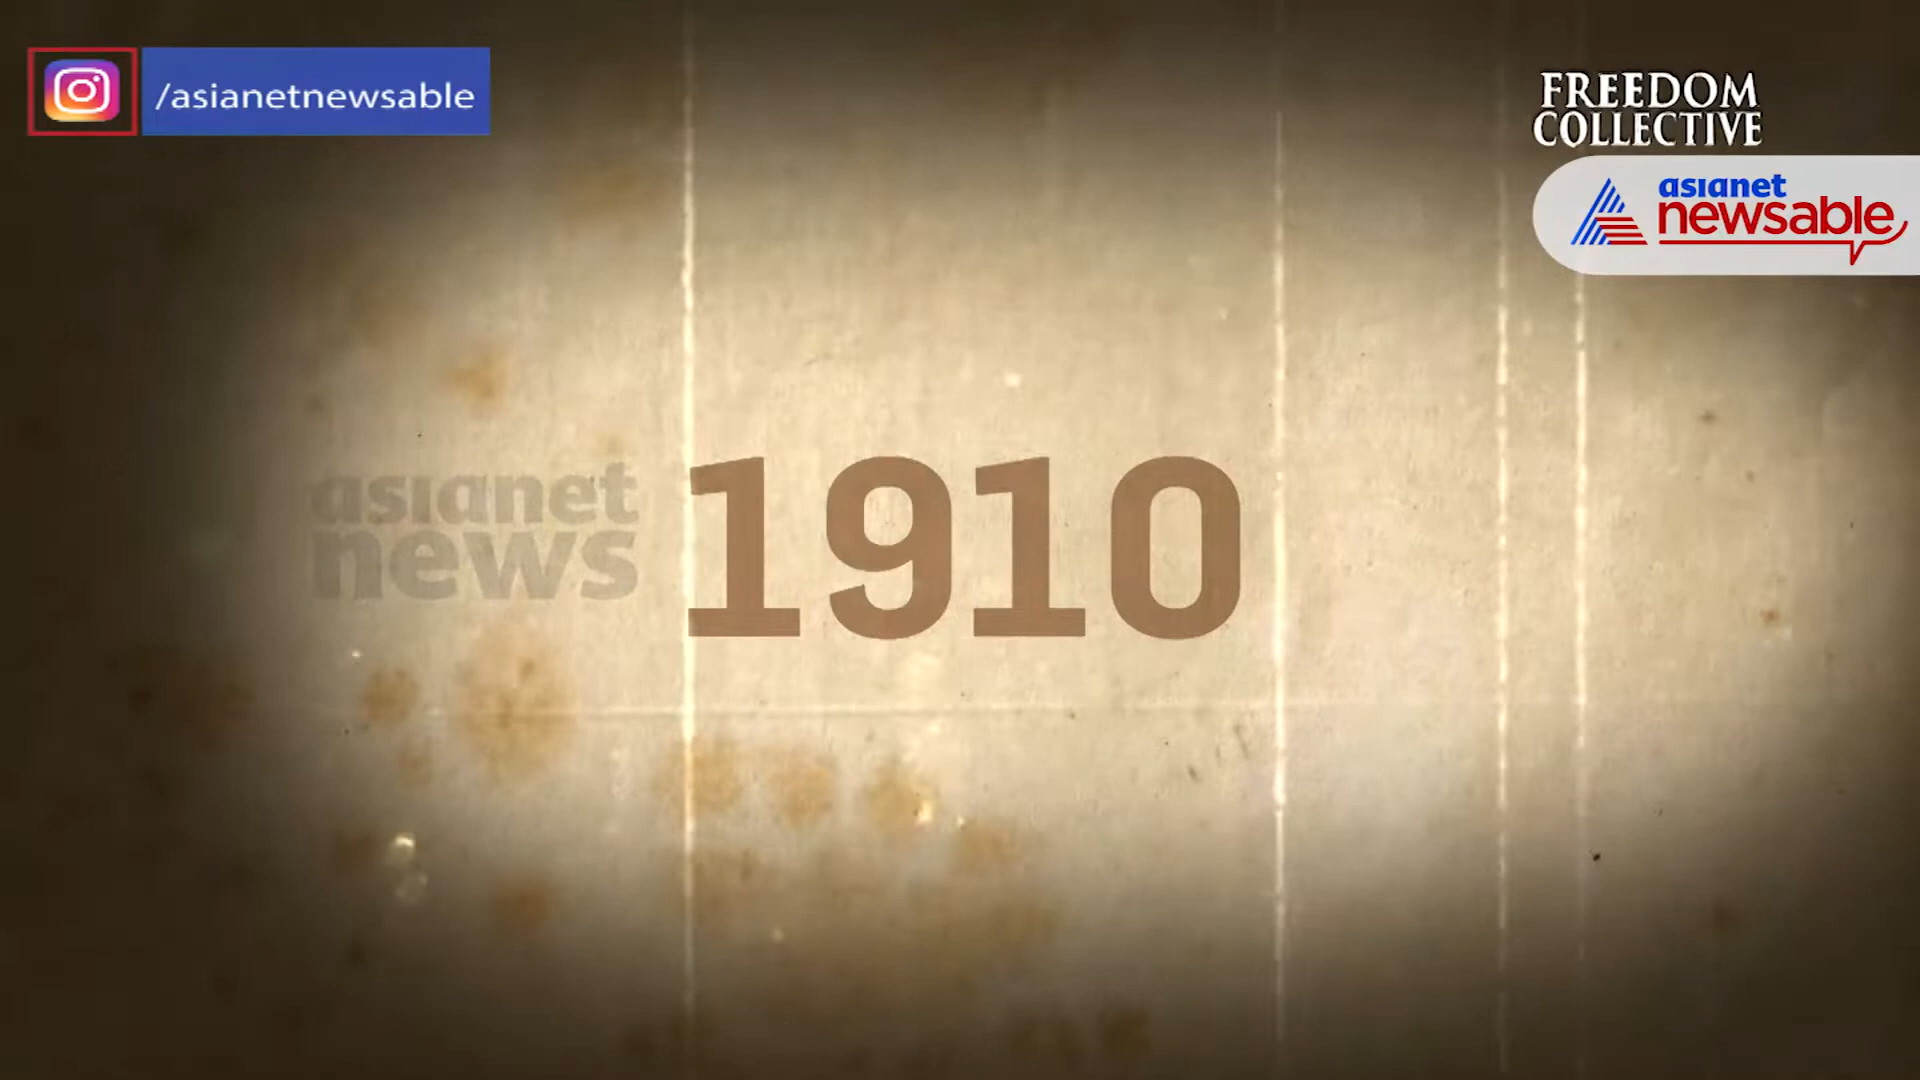 /asianetnewsable
FREEDOM
COLLECTIVE
asianet
newsable
asianet
news
1910